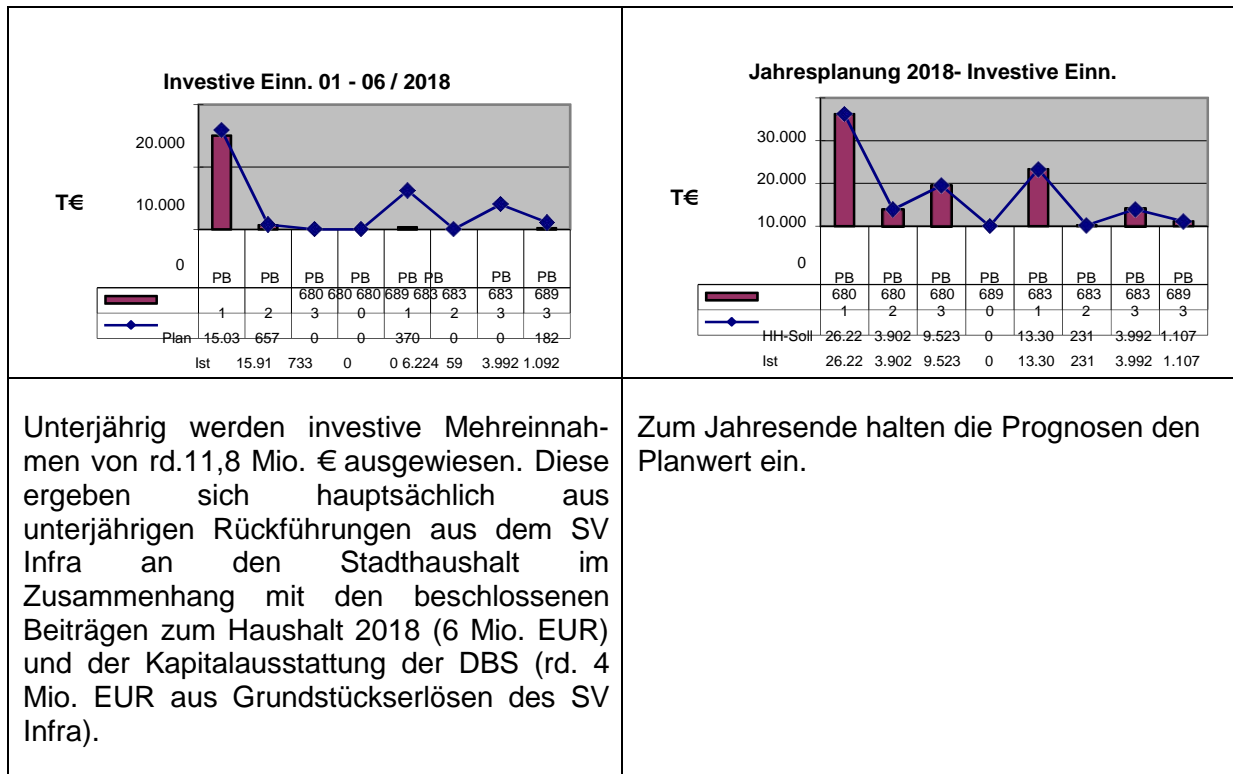 Investive Einn. 01 - 06 / 2018
20.000
T€
10.000
0
PB PB PB PB PB PB PB PB
680 680 680 689 683 683 683 689
1 2 3 0 1 2 3 3
Plan 15.03 657 0 0 370 0 0 182
Ist 15.91 733 0 0 6.224 59 3.992 1.092
Jahresplanung 2018- Investive Einn.
30.000
20.000
T€
10.000
0
PB PB PB PB PB PB PB PB
680 680 680 689 683 683 683 689
1 2 3 0 1 2 3 3
HH-Soll 26.22 3.902 9.523 0 13.30 231 3.992 1.107
Ist 26.22 3.902 9.523 0 13.30 231 3.992 1.107
Unterjährig werden investive Mehreinnah-
men von rd.11,8 Mio. € ausgewiesen. Diese
ergeben sich hauptsächlich aus
unterjährigen Rückführungen aus dem SV
Infra an den Stadthaushalt im
Zusammenhang mit den beschlossenen
Beiträgen zum Haushalt 2018 (6 Mio. EUR)
und der Kapitalausstattung der DBS (rd. 4
Mio. EUR aus Grundstückserlösen des SV
Infra).
Zum Jahresende halten die Prognosen den
Planwert ein.